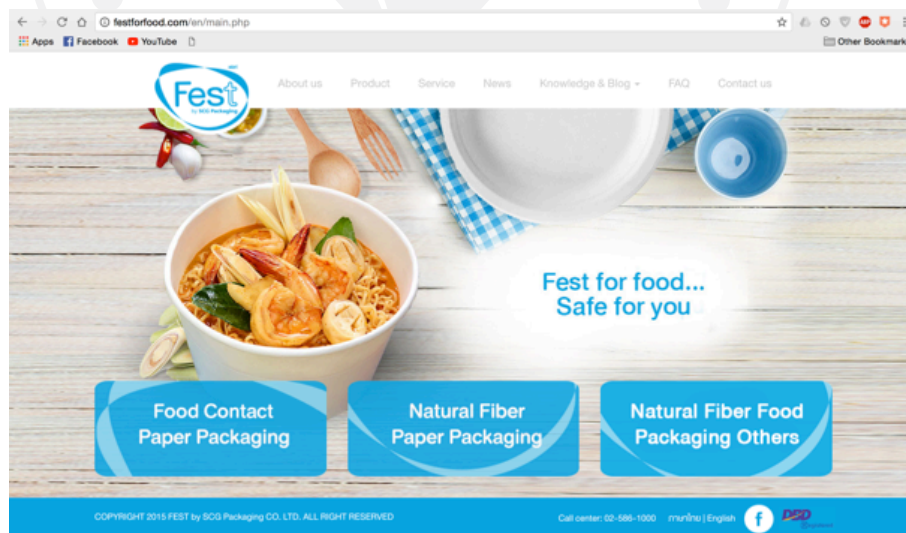 festforfood.com/en/main.php
Apps Facebook YouTube Other Bookmark
Fest
by SCG Packaging
About us Product Service News Knowledge & Blog FAQ Contact us
Fest for food...
Safe for you
Food Contact
Paper Packaging
Natural Fiber
Paper Packaging
Natural Fiber Food
Packaging Others
COPYRIGHT 2015 FEST by SCG Packaging CO. LTD. ALL RIGHT RESERVED
Call center: 02-586-1000 ภาษาไทย | English f DBD